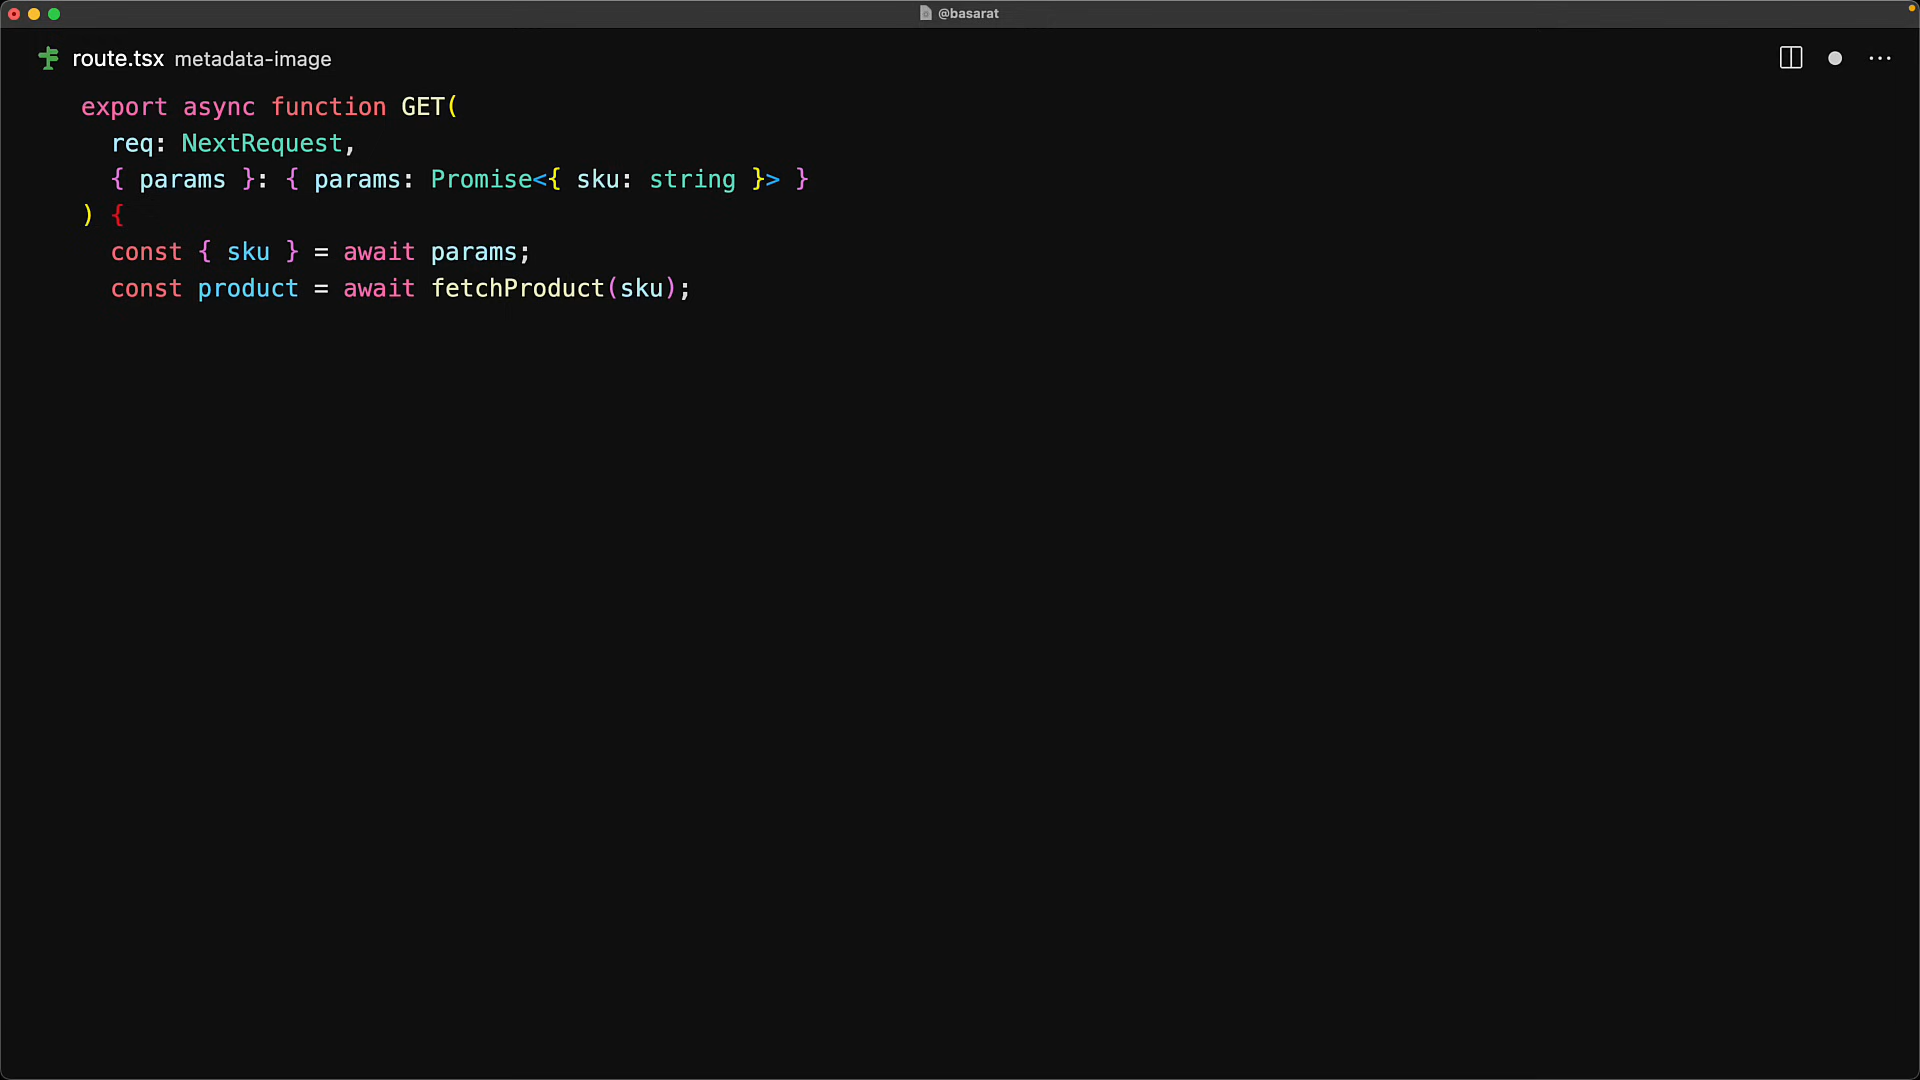 @basarat
route.tsx metadata-image
export async function GET(
  req: NextRequest,
  { params }: { params: Promise<{ sku: string }> }
) {
  const { sku } = await params;
  const product = await fetchProduct(sku);